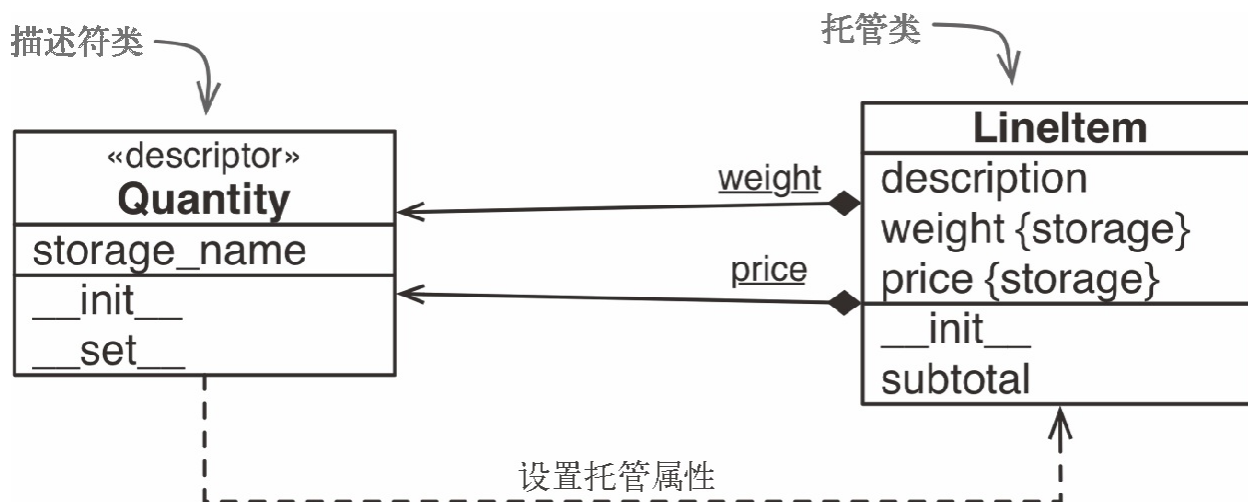 描述符类
托管类
«descriptor»
Quantity
storage_name
__init__
__set__
weight
price
LineItem
description
weight {storage}
price {storage}
__init__
subtotal
设置托管属性